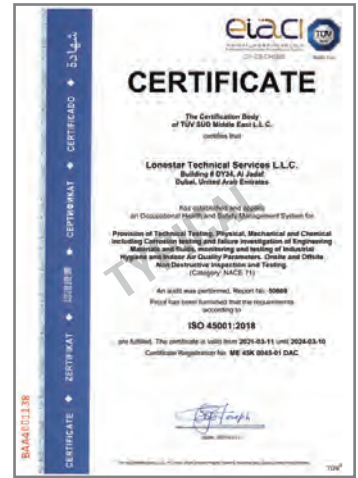 eiaci
TÜV
CERTIFICATE
The Certification Body
of TÜV SÜD Middle East L.L.C.
certifies that
Lonestar Technical Services L.L.C.
Building # DY34, Al Jadaf
Dubai, United Arab Emirates
has established and applies
an Occupational Health and Safety Management System for
Provision of Technical Testing, Physical, Mechanical and Chemical
including Corrosion testing and failure investigation of Engineering
Materials and fluids, monitoring and testing of Industrial
Hygiene and Indoor Air Quality Parameters. Onsite and Offsite
Non Destructive Inspection and Testing.
(Category: NACE 71)
An audit was performed, Report No. 50869
Proof has been furnished that the requirements
according to
ISO 45001:2018
are fulfilled. The certificate is valid from 2021-03-11 until 2024-03-10
Certificate Registration No. ME 45K 0045-01 DAC
TÜV®
CERTIFICATE ◆ ZERTIFIKAT ◆ ◆ СЕРТИФИКАТ ◆ CERTIFICADO ◆ شهادة
BAA4001138